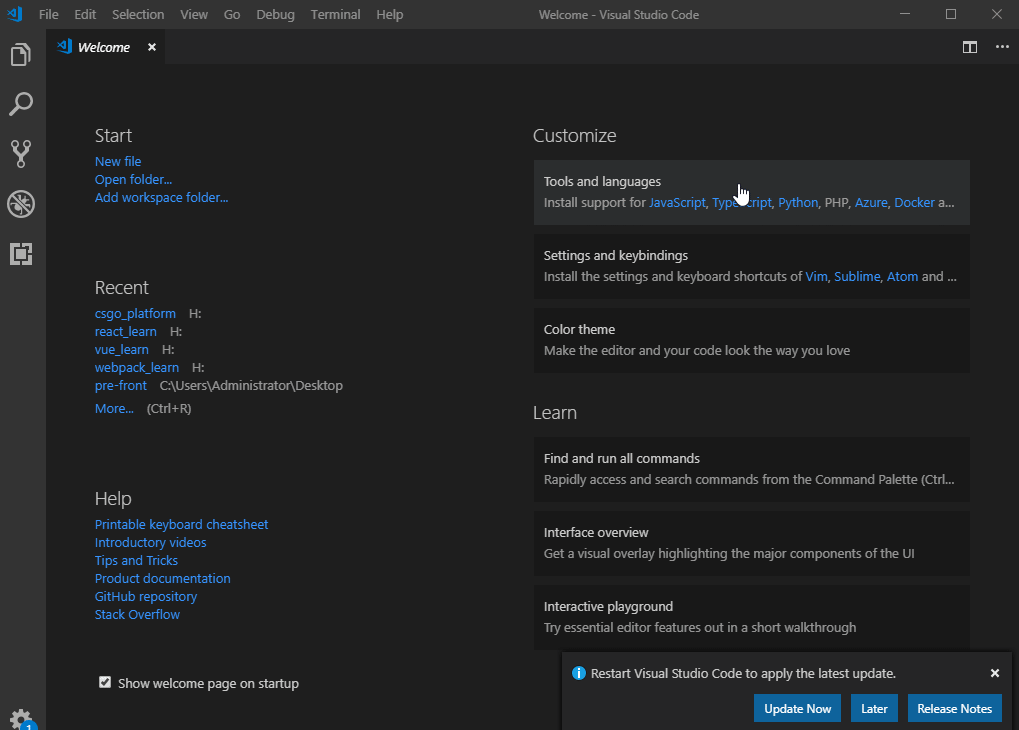 File Edit Selection View Go Debug Terminal Help Welcome - Visual Studio Code
Welcome
Start
New file
Open folder...
Add workspace folder...
Recent
csgo_platform H:
react_learn H:
vue_learn H:
webpack_learn H:
pre-front C:\Users\Administrator\Desktop
More... (Ctrl+R)
Help
Printable keyboard cheatsheet
Introductory videos
Tips and Tricks
Product documentation
GitHub repository
Stack Overflow
Show welcome page on startup
Customize
Tools and languages
Install support for JavaScript, TypeScript, Python, PHP, Azure, Docker a...
Settings and keybindings
Install the settings and keyboard shortcuts of Vim, Sublime, Atom and ...
Color theme
Make the editor and your code look the way you love
Learn
Find and run all commands
Rapidly access and search commands from the Command Palette (Ctrl...
Interface overview
Get a visual overlay highlighting the major components of the UI
Interactive playground
Try essential editor features out in a short walkthrough
Restart Visual Studio Code to apply the latest update.
Update Now Later Release Notes
1